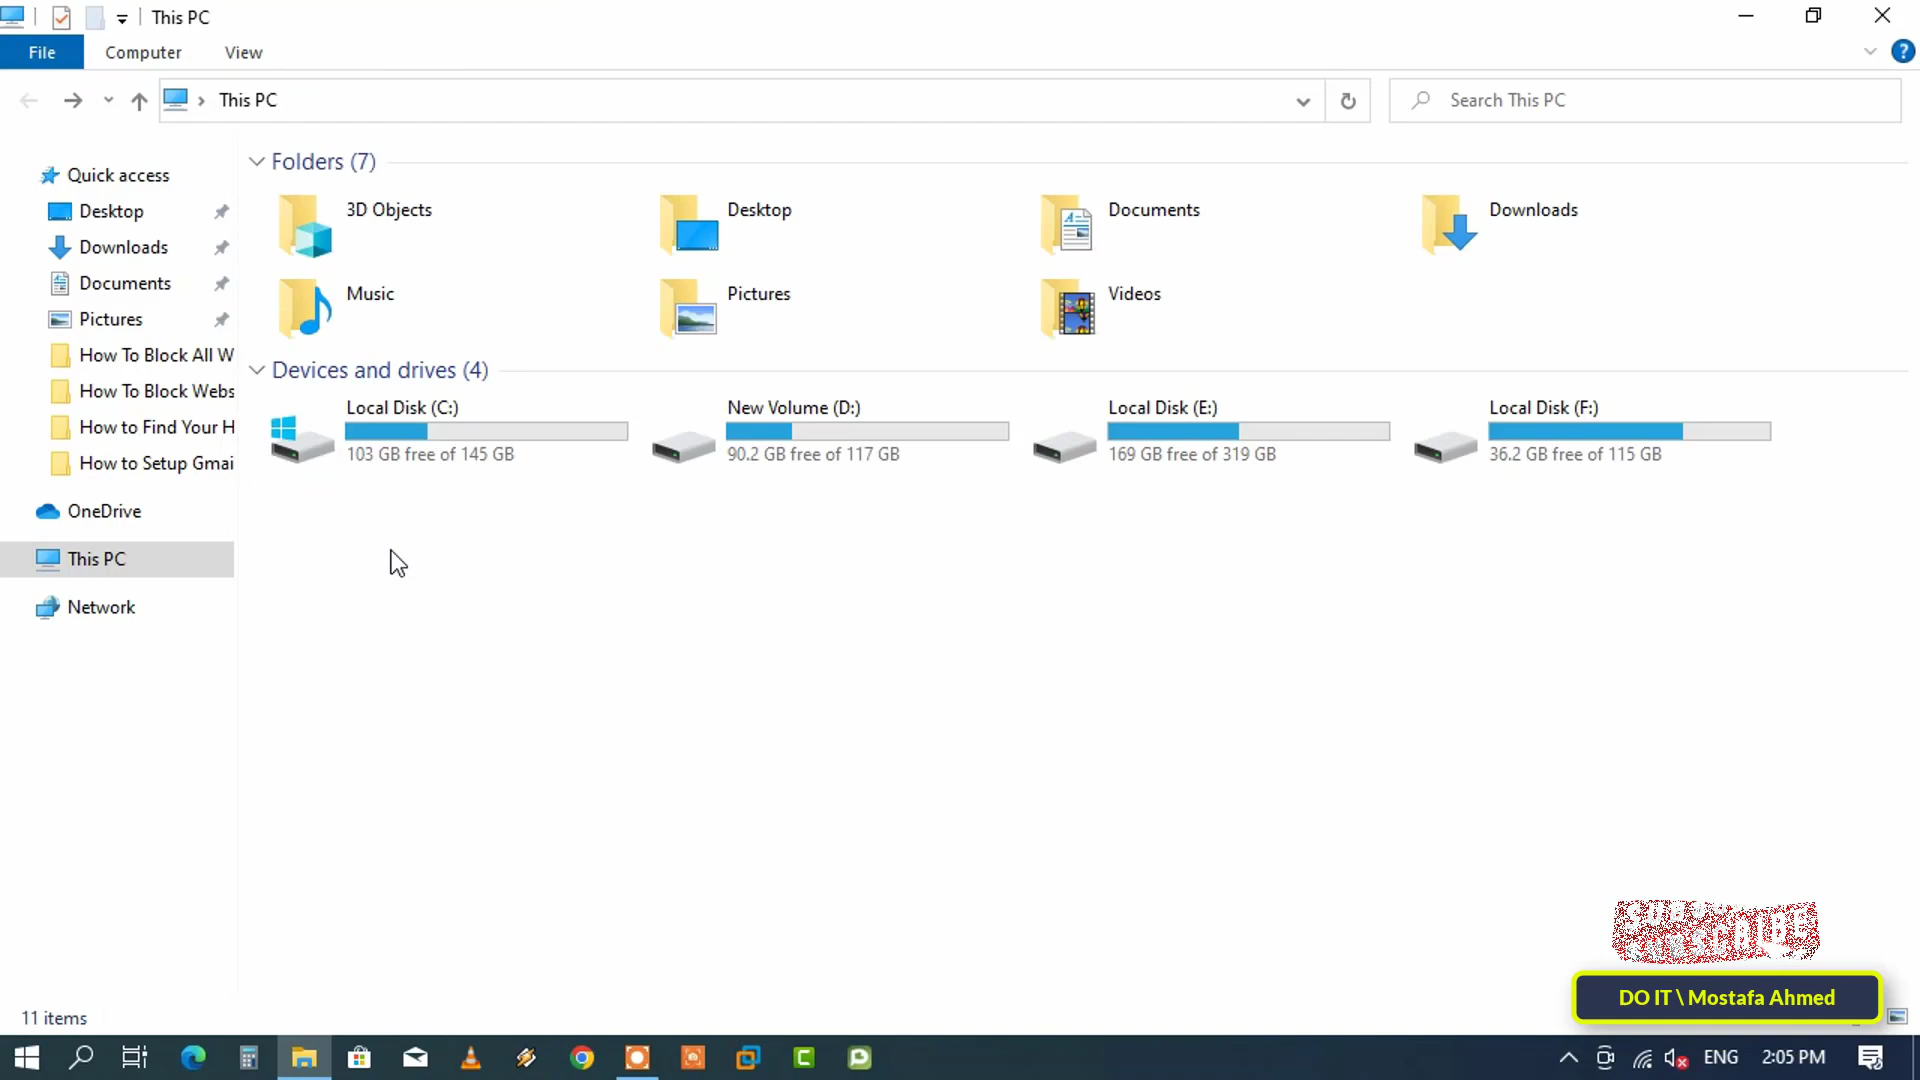 This PC
File
Computer
View
This PC
Search This PC
Quick access
Desktop
Downloads
Documents
Pictures
How To Block All W
How To Block Webs
How to Find Your H
How to Setup Gmai
OneDrive
This PC
Network
Folders (7)
3D Objects
Desktop
Documents
Downloads
Music
Pictures
Videos
Devices and drives (4)
Local Disk (C:)
103 GB free of 145 GB
New Volume (D:)
90.2 GB free of 117 GB
Local Disk (E:)
169 GB free of 319 GB
Local Disk (F:)
36.2 GB free of 115 GB
DO IT \ Mostafa Ahmed
11 items
ENG
2:05 PM